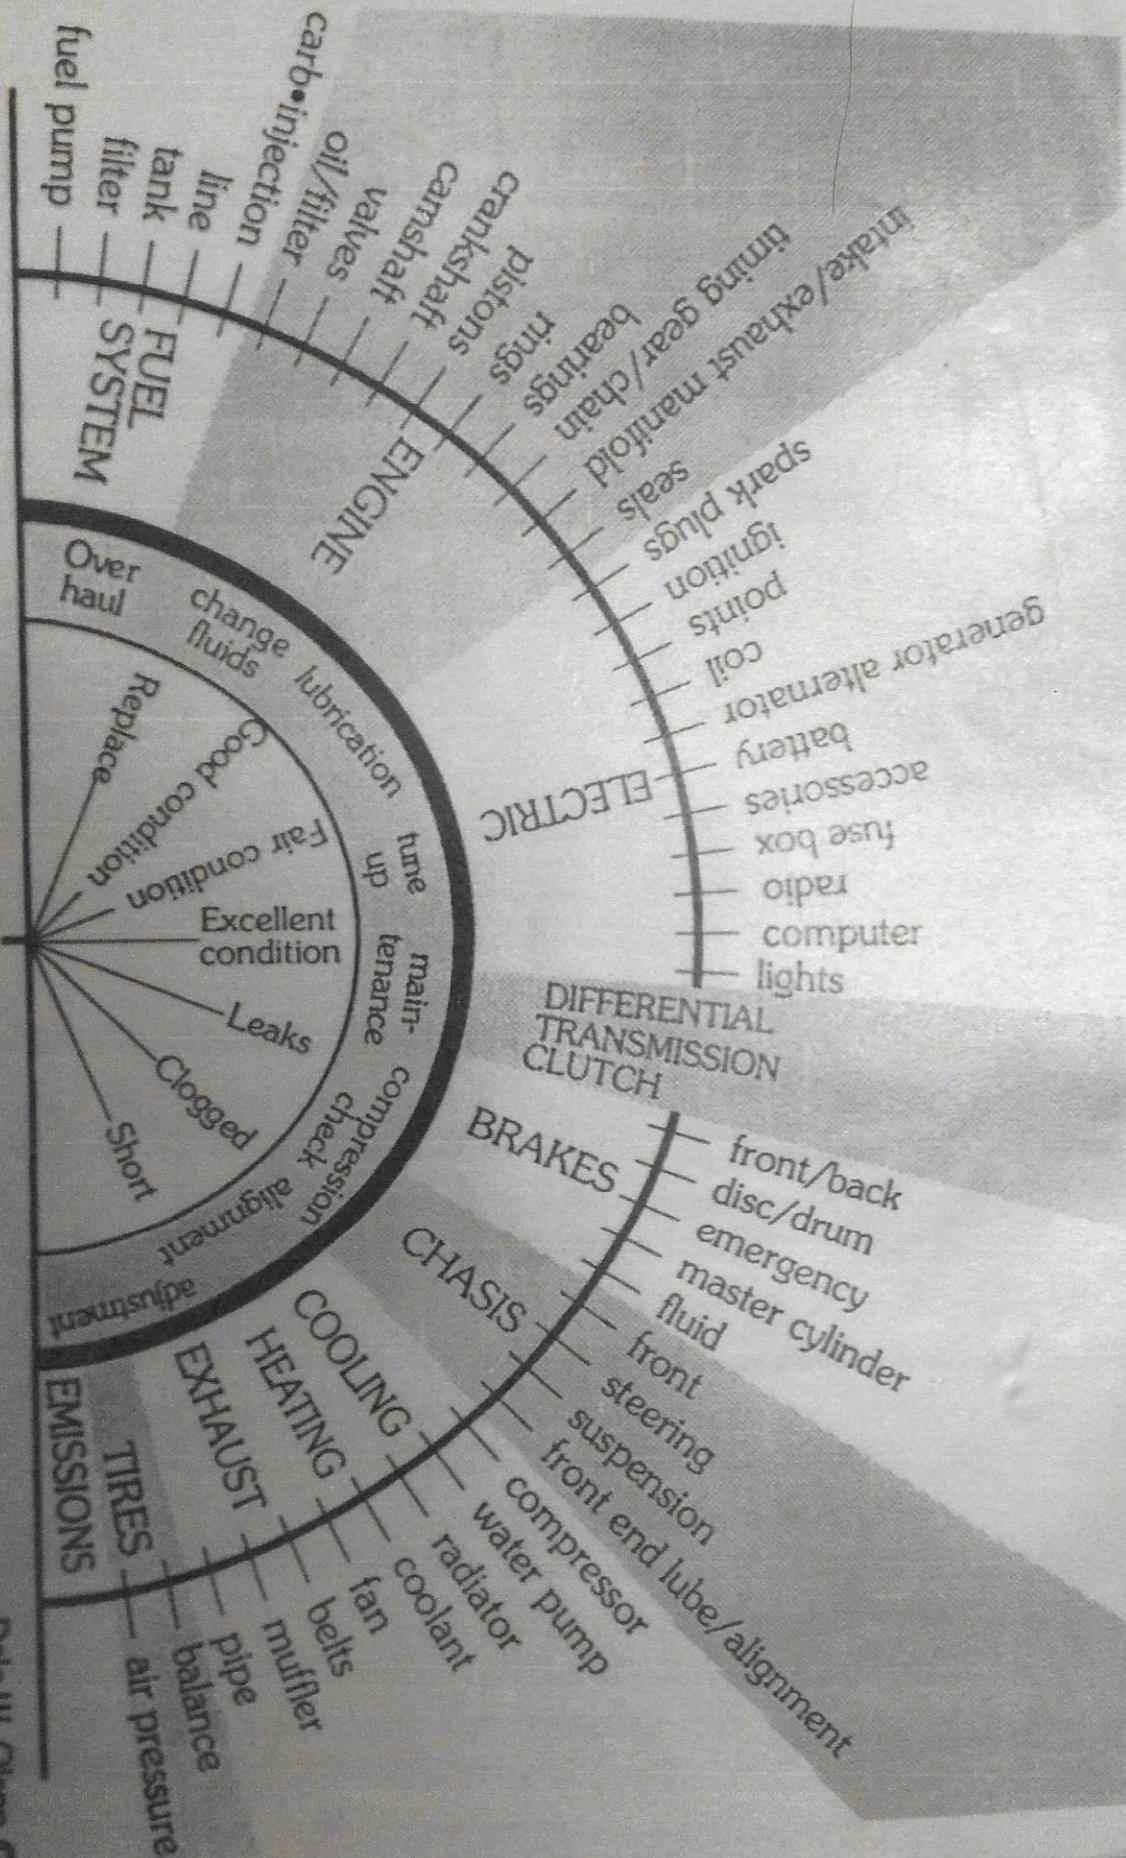 fuel pump
filter
tank
line
carb•injection
oil/filter
valves
camshaft
crankshaft
pistons
rings
bearings
timing gear/chain
intake/exhaust manifold
seals
spark plugs
ignition
points
coil
generator alternator
battery
accessories
fuse box
radio
computer
lights
front/back
disc/drum
emergency
master cylinder
fluid
front
steering
suspension
front end lube/alignment
compressor
water pump
radiator
coolant
fan
belts
muffler
pipe
balance
air pressure
FUEL
SYSTEM
ENGINE
ELECTRIC
DIFFERENTIAL
TRANSMISSION
CLUTCH
BRAKES
CHASIS
COOLING
HEATING
EXHAUST
TIRES
EMISSIONS
Over
haul
change
fluids
lubrication
tune
up
main-
tenance
compression
check
alignment
adjustment
Replace
Good condition
Fair condition
Excellent
condition
Leaks
Clogged
Short